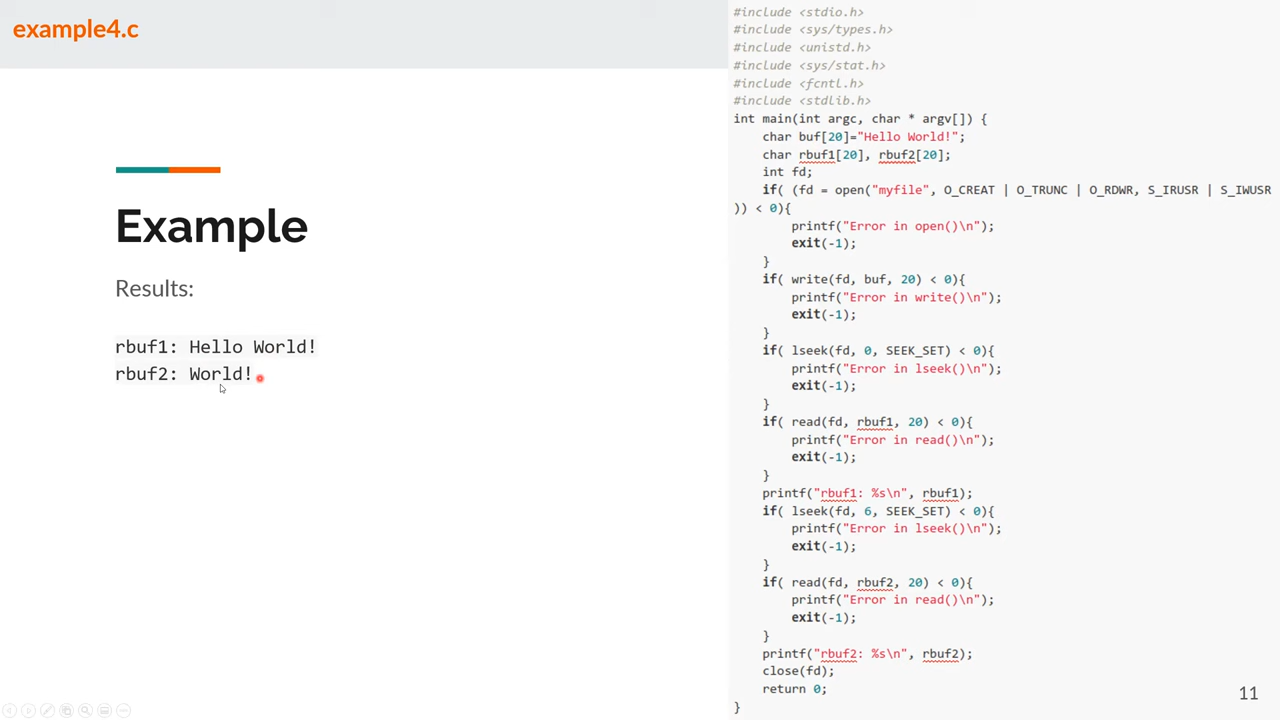 example4.c
Example
Results:
rbuf1: Hello World!
rbuf2: World!
#include <stdio.h>
#include <sys/types.h>
#include <unistd.h>
#include <sys/stat.h>
#include <fcntl.h>
#include <stdlib.h>
int main(int argc, char * argv[]) {
    char buf[20]="Hello World!";
    char rbuf1[20], rbuf2[20];
    int fd;
    if( (fd = open("myfile", O_CREAT | O_TRUNC | O_RDWR, S_IRUSR | S_IWUSR
)) < 0){
        printf("Error in open()\n");
        exit(-1);
    }
    if( write(fd, buf, 20) < 0){
        printf("Error in write()\n");
        exit(-1);
    }
    if( lseek(fd, 0, SEEK_SET) < 0){
        printf("Error in lseek()\n");
        exit(-1);
    }
    if( read(fd, rbuf1, 20) < 0){
        printf("Error in read()\n");
        exit(-1);
    }
    printf("rbuf1: %s\n", rbuf1);
    if( lseek(fd, 6, SEEK_SET) < 0){
        printf("Error in lseek()\n");
        exit(-1);
    }
    if( read(fd, rbuf2, 20) < 0){
        printf("Error in read()\n");
        exit(-1);
    }
    printf("rbuf2: %s\n", rbuf2);
    close(fd);
    return 0;
}
11